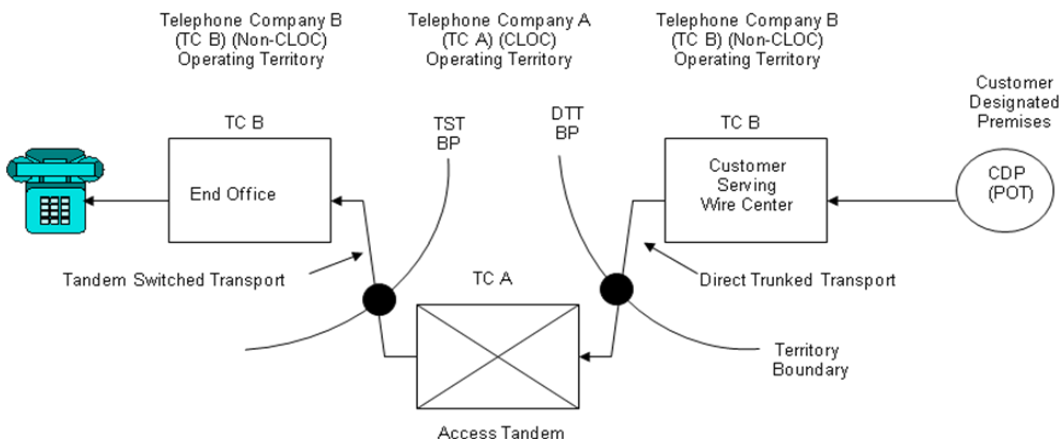 Telephone Company B
(TC B) (Non-CLOC)
Operating Territory
Telephone Company A
(TC A) (CLOC)
Operating Territory
Telephone Company B
(TC B) (Non-CLOC)
Operating Territory
Customer
Designated
Premises
TC B
TST
BP
DTT
BP
TC B
End Office
Customer
Serving
Wire Center
CDP
(POT)
Tandem Switched Transport
TC A
Direct Trunked Transport
Territory
Boundary
Access Tandem